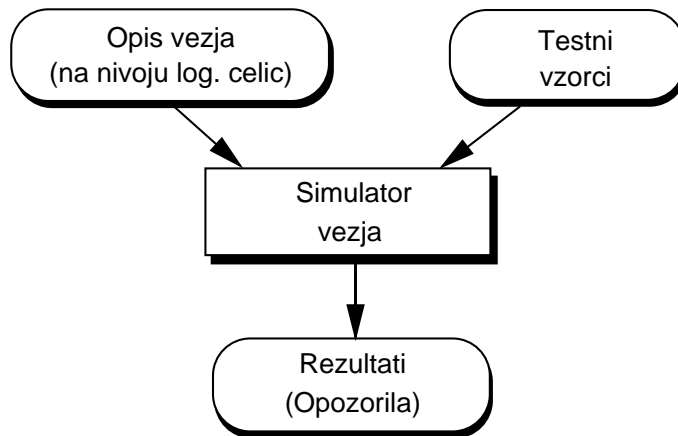 Opis vezja
(na nivoju log. celic)
Testni
vzorci
Simulator
vezja
Rezultati
(Opozorila)